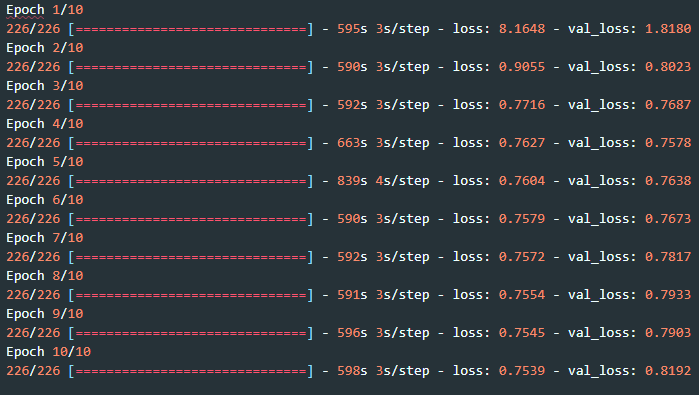 Epoch 1/10
226/226 [==============================] - 595s 3s/step - loss: 8.1648 - val_loss: 1.8180
Epoch 2/10
226/226 [==============================] - 590s 3s/step - loss: 0.9055 - val_loss: 0.8023
Epoch 3/10
226/226 [==============================] - 592s 3s/step - loss: 0.7716 - val_loss: 0.7687
Epoch 4/10
226/226 [==============================] - 663s 3s/step - loss: 0.7627 - val_loss: 0.7578
Epoch 5/10
226/226 [==============================] - 839s 4s/step - loss: 0.7604 - val_loss: 0.7638
Epoch 6/10
226/226 [==============================] - 590s 3s/step - loss: 0.7579 - val_loss: 0.7673
Epoch 7/10
226/226 [==============================] - 592s 3s/step - loss: 0.7572 - val_loss: 0.7817
Epoch 8/10
226/226 [==============================] - 591s 3s/step - loss: 0.7554 - val_loss: 0.7933
Epoch 9/10
226/226 [==============================] - 596s 3s/step - loss: 0.7545 - val_loss: 0.7903
Epoch 10/10
226/226 [==============================] - 598s 3s/step - loss: 0.7539 - val_loss: 0.8192